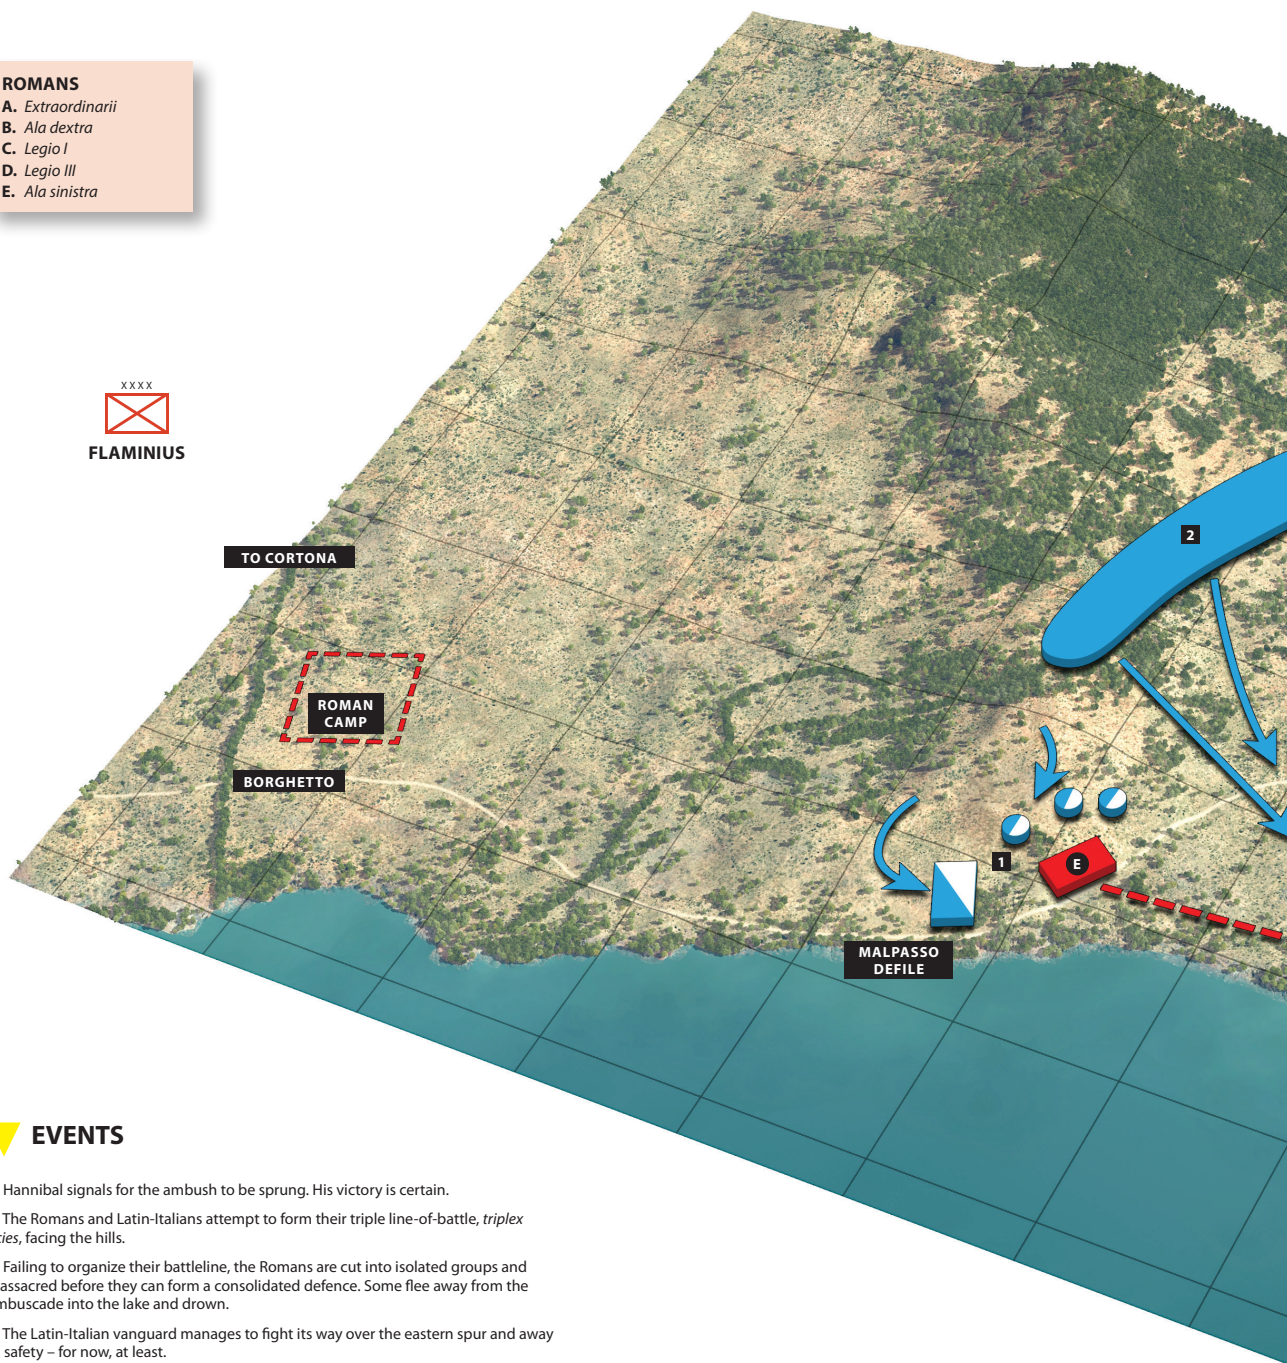 ROMANS
A. Extraordinarii
B. Ala dextra
C. Legio I
D. Legio III
E. Ala sinistra
XXXX
FLAMINIUS
TO CORTONA
2
ROMAN
CAMP
BORGHETTO
1
E
MALPASSO
DEFILE
EVENTS
Hannibal signals for the ambush to be sprung. His victory is certain.
The Romans and Latin-Italians attempt to form their triple line-of-battle, triplex
cies, facing the hills.
Failing to organize their battleline, the Romans are cut into isolated groups and
assacred before they can form a consolidated defence. Some flee away from the
mbuscade into the lake and drown.
The Latin-Italian vanguard manages to fight its way over the eastern spur and away
safety – for now, at least.